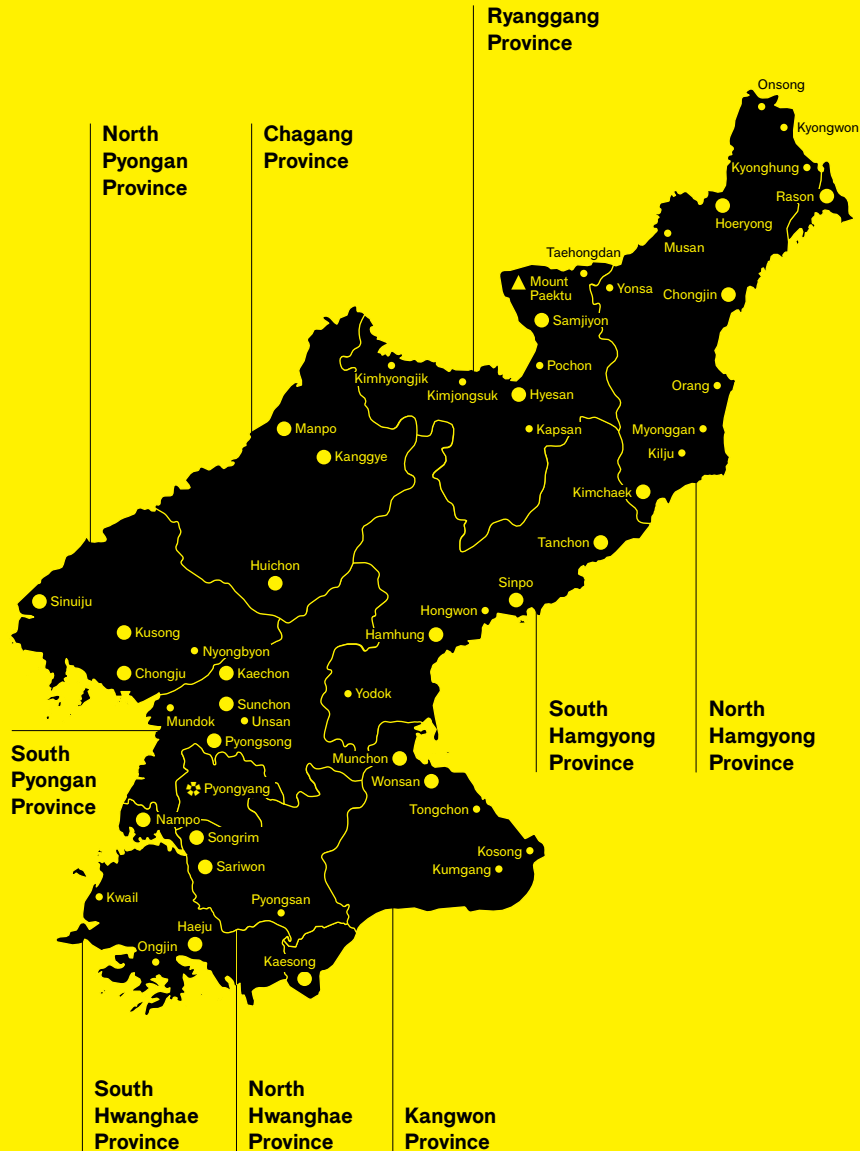 Ryanggang
Province
Onsong
North
Pyongan
Province
Chagang
Province
Kyongwon
Kyonghung
Rason
Hoeryong
Musan
Taehongdan
Mount
Paektu
Yonsa
Chongjin
Samjiyon
Pochon
Kimhyongjik
Kimjongsuk
Hyesan
Orang
Manpo
Kapsan
Myonggan
Kanggye
Kilju
Kimchaek
Tanchon
Huichon
Sinpo
Sinuiju
Hongwon
Kusong
Hamhung
Nyongbyon
Chongju
Kaechon
Yodok
Sunchon
Mundok
Unsan
Pyongsong
South
Hamgyong
Province
North
Hamgyong
Province
South
Pyongan
Province
Munchon
Wonsan
Pyongyang
Tongchon
Nampo
Songrim
Kosong
Sariwon
Kumgang
Kwail
Pyongsan
Haeju
Ongjin
Kaesong
South
Hwanghae
Province
North
Hwanghae
Province
Kangwon
Province